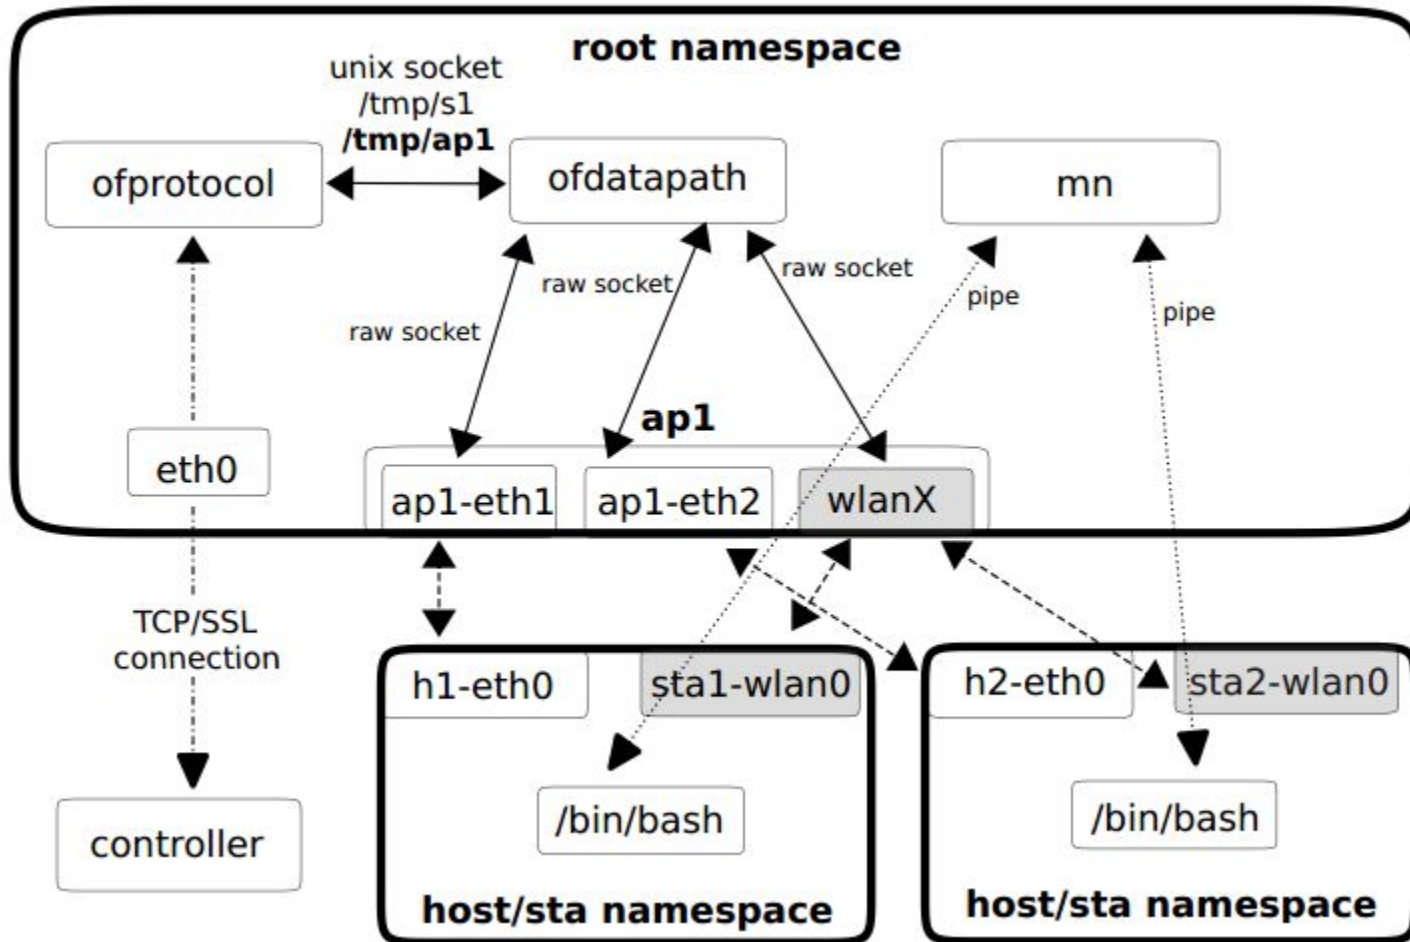 root namespace
unix socket
/tmp/s1
/tmp/ap1
ofprotocol
ofdatapath
mn
raw socket
raw socket
raw socket
pipe
pipe
ap1
eth0
ap1-eth1
ap1-eth2
wlanX
TCP/SSL
connection
h1-eth0
sta1-wlan0
h2-eth0
sta2-wlan0
controller
/bin/bash
/bin/bash
host/sta namespace
host/sta namespace